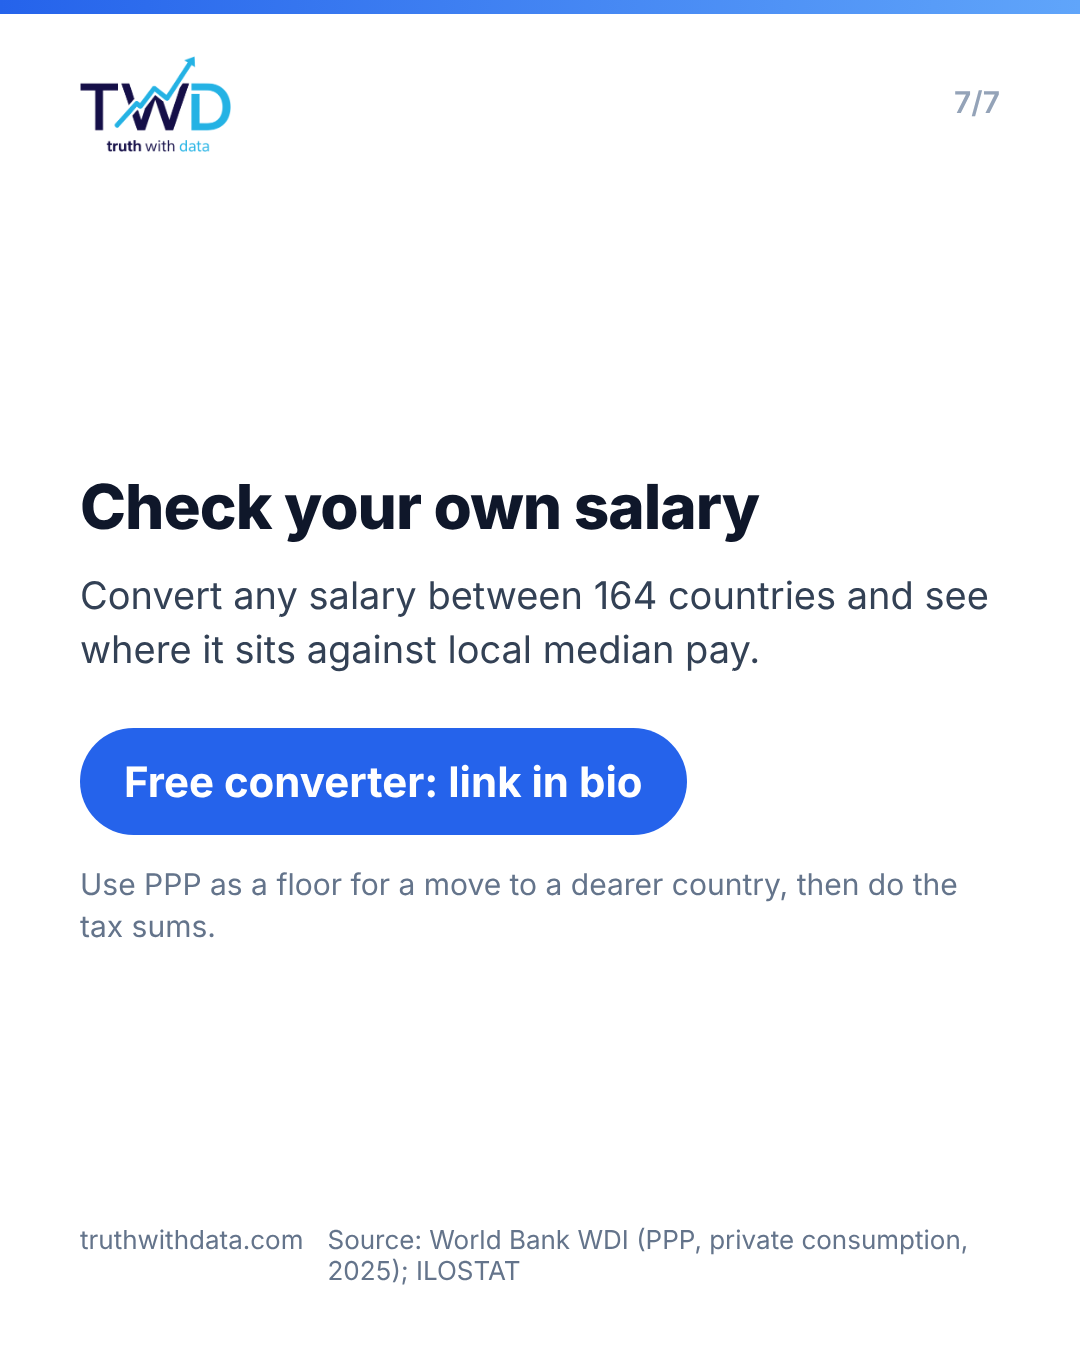 TWD
truth with data
7/7
Check your own salary
Convert any salary between 164 countries and see
where it sits against local median pay.
Free converter: link in bio
Use PPP as a floor for a move to a dearer country, then do the
tax sums.
truthwithdata.com
Source: World Bank WDI (PPP, private consumption,
2025); ILOSTAT